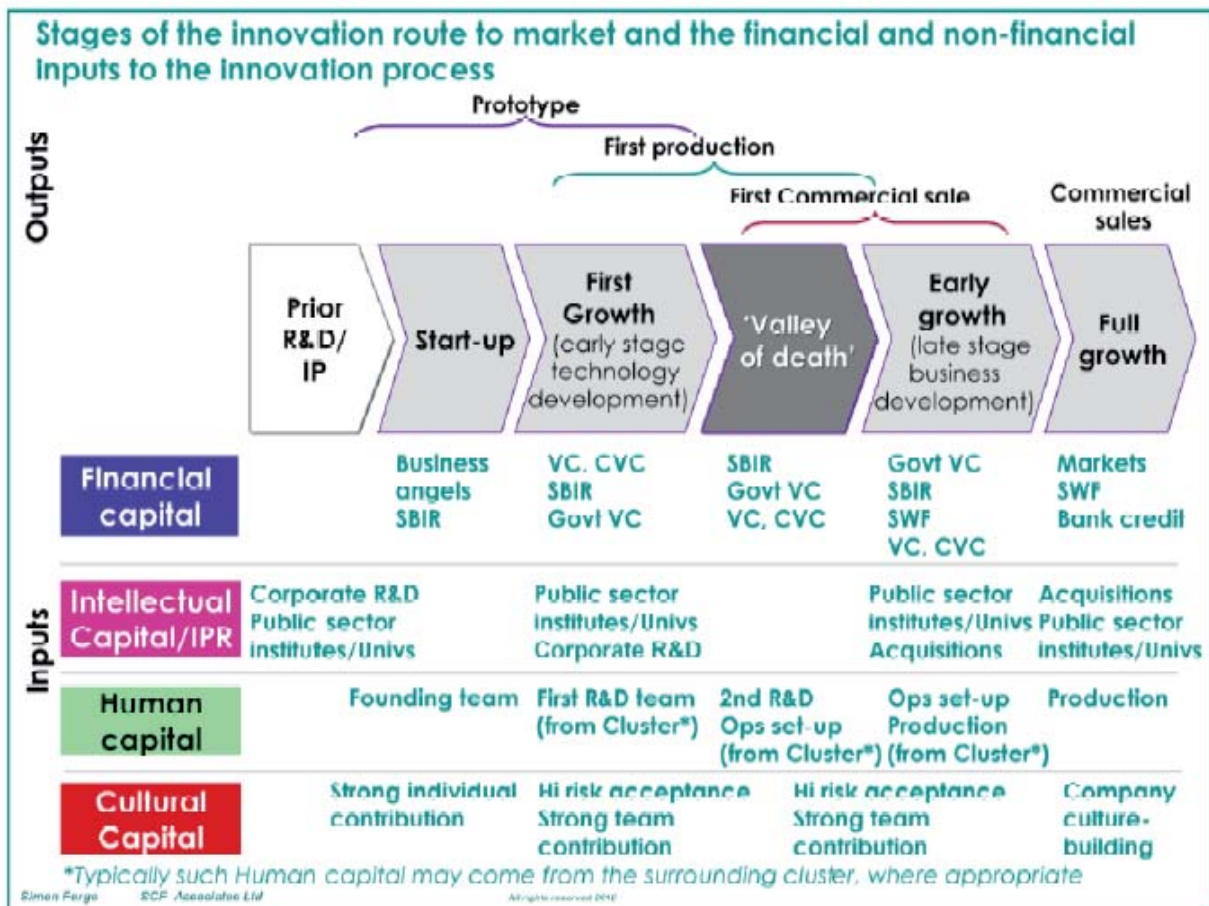 Stages of the innovation route to market and the financial and non-financial
inputs to the innovation process
Outputs
Prototype
First production
First Commercial sale
Commercial
sales
Prior
R&D/
IP
Start-up
First
Growth
(early stage
technology
development)
'Valley
of death'
Early
growth
(late stage
business
development)
Full
growth
Inputs
Financial
capital
Business
angels
SBIR
VC, CVC
SBIR
Govt VC
SBIR
Govt VC
VC, CVC
Govt VC
SBIR
SWF
VC, CVC
Markets
SWF
Bank credit
Intellectual
Capital/IPR
Corporate R&D
Public sector
institutes/Univs
Public sector
institutes/Univs
Corporate R&D
Public sector
institutes/Univs
Acquisitions
Acquisitions
Public sector
institutes/Univs
Human
capital
Founding team
First R&D team
(from Cluster*)
2nd R&D
Ops set-up
(from Cluster*)
Ops set-up
Production
(from Cluster*)
Production
Cultural
Capital
Strong individual
contribution
Hi risk acceptance
Strong team
contribution
Hi risk acceptance
Strong team
contribution
Company
culture-
building
*Typically such Human capital may come from the surrounding cluster, where appropriate
Simon Forge SCF Associates Ltd All rights reserved 2010